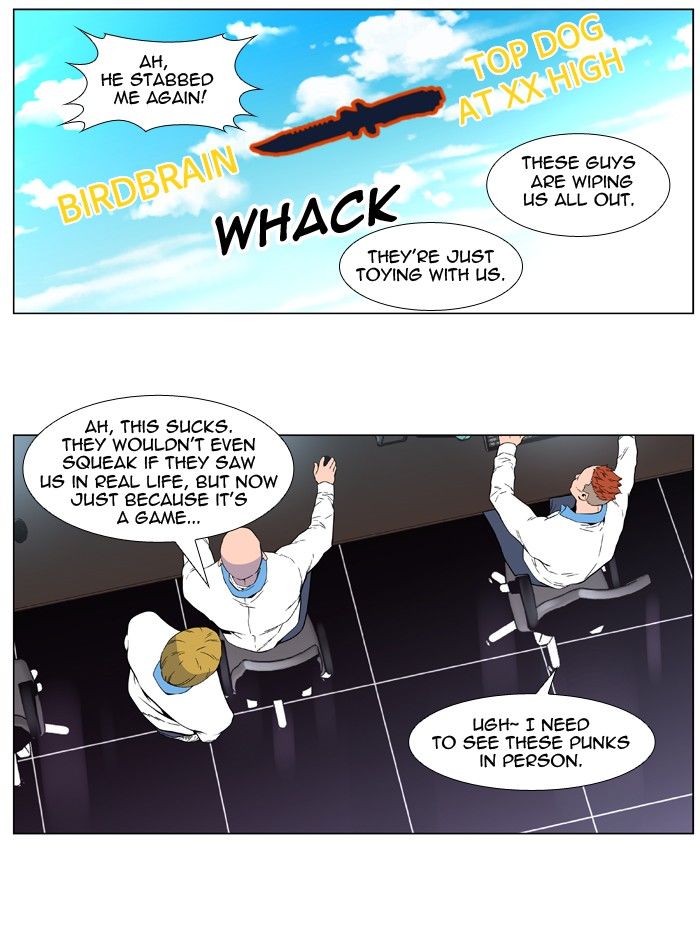 AH,
HE STABBED
ME AGAIN!
TOP DOG
AT XX HIGH
BIRDBRAIN
WHACK
THESE GUYS
ARE WIPING
US ALL OUT.
THEY'RE JUST
TOYING WITH US.
AH, THIS SUCKS.
THEY WOULDN'T EVEN
SQUEAK IF THEY SAW
US IN REAL LIFE, BUT NOW
JUST BECAUSE IT'S
A GAME...
UGH~ I NEED
TO SEE THESE PUNKS
IN PERSON.